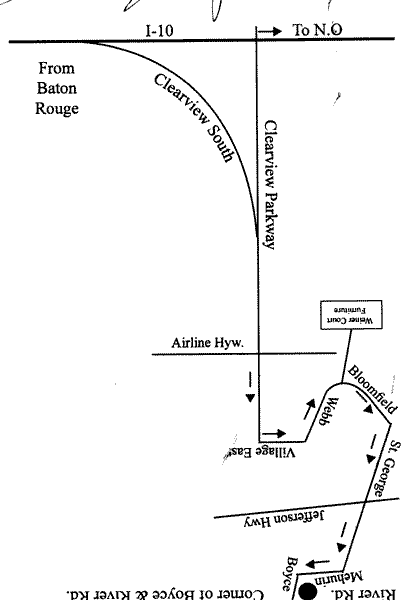 I-10
To N.O
From
Baton
Rouge
Clearview South
Clearview Parkway
Weiner Court
Furniture
Airline Hyw.
Bloomfield
Webb
Village East
St. George
Jefferson Hwy
Mehurin
Boyce
River Rd.
Corner of Boyce & River Rd.